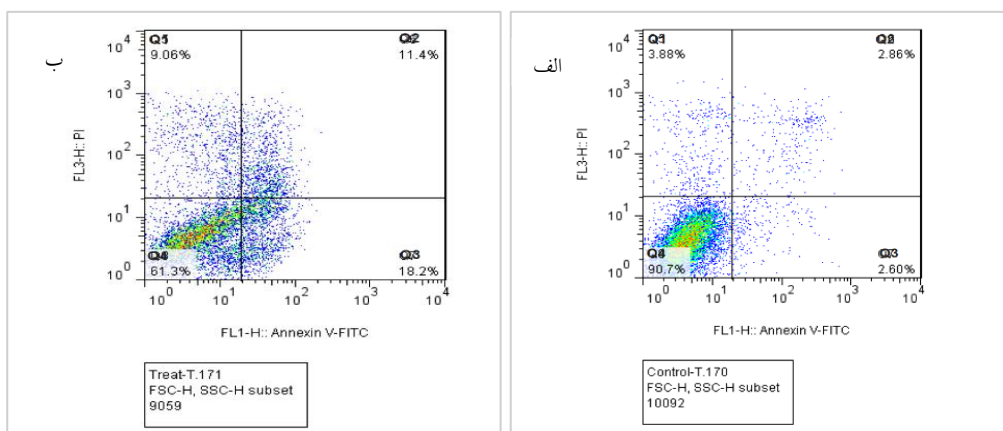 ب
Q1
9.06%
Q2
11.4%
10^4
10^3
10^2
10^1
10^0
FL3-H:: PI
Q4
61.3%
Q3
18.2%
10^0 10^1 10^2 10^3 10^4
FL1-H:: Annexin V-FITC
Treat-T.171
FSC-H, SSC-H subset
9059
الف
3.88%
2.86%
10^4
10^3
10^2
10^1
10^0
FL3-H:: PI
90.7%
2.60%
10^0 10^1 10^2 10^3 10^4
FL1-H:: Annexin V-FITC
Control-T.170
FSC-H, SSC-H subset
10092